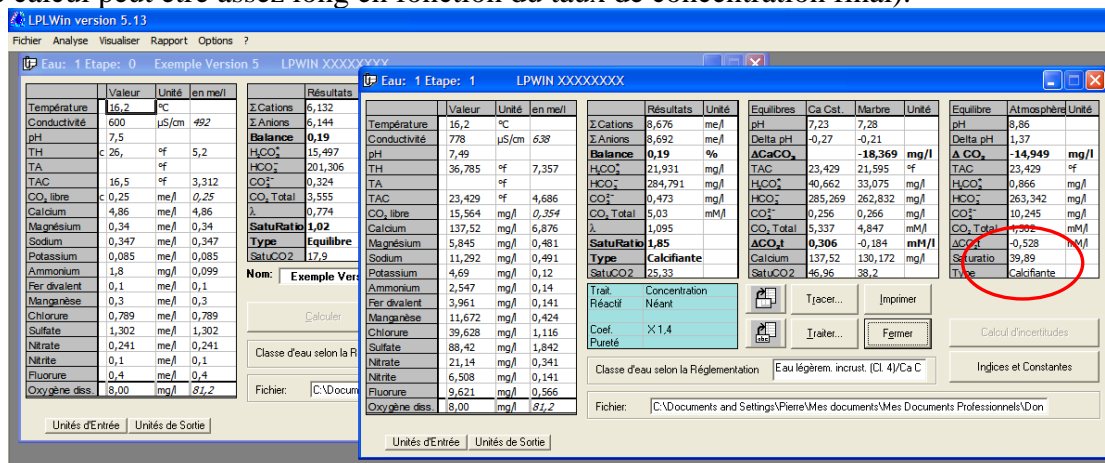 calcul peut être assez long en fonction du taux de concentration final).
LPLWin version 5.13
Fichier Analyse Visualiser Rapport Options ?
Eau: 1 Etape: 0 Exemple Version 5 LPWIN XXXXXXXX
Valeur Unité en me/l Résultats
Température 16,2 °C ΣCations 6,132
Conductivité 600 µS/cm 492 ΣAnions 6,144
pH 7,5 Balance 0,19
TH c 26, °f 5,2 H₂CO₃* 15,497
TA °f HCO₃⁻ 201,306
TAC 16,5 °f 3,312 CO₃²⁻ 0,324
CO₂ libre c 0,25 me/l 0,25 CO₂ Total 3,555
Calcium 4,86 me/l 4,86 λ 0,774
Magnésium 0,34 me/l 0,34 SatuRatio 1,02
Sodium 0,347 me/l 0,347 Type Equilibre
Potassium 0,085 me/l 0,085 SatuCO2 17,9
Ammonium 1,8 mg/l 0,099 Nom: Exemple Vers
Fer divalent 0,1 me/l 0,1
Manganèse 0,3 me/l 0,3
Chlorure 0,789 me/l 0,789 Calculer
Sulfate 1,302 me/l 1,302
Nitrate 0,241 me/l 0,241 Classe d'eau selon la R
Nitrite 0,1 me/l 0,1
Fluorure 0,4 me/l 0,4
Oxygène diss. 8,00 mg/l 81,2 Fichier: C:\Docum
Unités d'Entrée Unités de Sortie
Eau: 1 Etape: 1 LPWIN XXXXXXXX
Valeur Unité en me/l Résultats Unité Equilibres Ca Cst. Marbre Unité Equilibre Atmosphère Unité
Température 16,2 °C ΣCations 8,676 me/l pH 7,23 7,28 pH 8,86
Conductivité 778 µS/cm 638 ΣAnions 8,692 me/l Delta pH -0,27 -0,21 Delta pH 1,37
pH 7,49 Balance 0,19 % ΔCaCO₃ -18,369 mg/l Δ CO₂ -14,949 mg/l
TH 36,785 °f 7,357 H₂CO₃* 21,931 mg/l TAC 23,429 21,595 °f TAC 23,429 °f
TA °f HCO₃⁻ 284,791 mg/l H₂CO₃* 40,662 33,075 mg/l H₂CO₃* 0,866 mg/l
TAC 23,429 °f 4,686 CO₃²⁻ 0,473 mg/l HCO₃⁻ 285,269 262,832 mg/l HCO₃⁻ 263,342 mg/l
CO₂ libre 15,564 mg/l 0,354 CO₂ Total 5,03 mM/l CO₃²⁻ 0,256 0,266 mg/l CO₃²⁻ 10,245 mg/l
Calcium 137,52 mg/l 6,876 λ 1,095 CO₂ Total 5,337 4,847 mM/l CO₂ Total 4,502 mM/l
Magnésium 5,845 mg/l 0,481 SatuRatio 1,85 ΔCO₂t 0,306 -0,184 mM/l ΔCO₂t -0,528 mM/l
Sodium 11,292 mg/l 0,491 Type Calcifiante Calcium 137,52 130,172 mg/l Saturatio 39,89
Potassium 4,69 mg/l 0,12 SatuCO2 25,33 SatuCO2 46,96 38,2 Type Calcifiante
Ammonium 2,547 mg/l 0,14 Trait. Concentration
Fer divalent 3,961 mg/l 0,141 Réactif Néant Tracer... Imprimer
Manganèse 11,672 mg/l 0,424
Chlorure 39,628 mg/l 1,116 Coef. X 1,4 Traiter... Fermer Calcul d'incertitudes
Sulfate 88,42 mg/l 1,842 Pureté
Nitrate 21,14 mg/l 0,341 Classe d'eau selon la Réglementation Eau légèrem. incrust. (Cl. 4)/Ca C Indices et Constantes
Nitrite 6,508 mg/l 0,141
Fluorure 9,621 mg/l 0,566
Oxygène diss. 8,00 mg/l 81,2 Fichier: C:\Documents and Settings\Pierre\Mes documents\Mes Documents Professionnels\Don
Unités d'Entrée Unités de Sortie